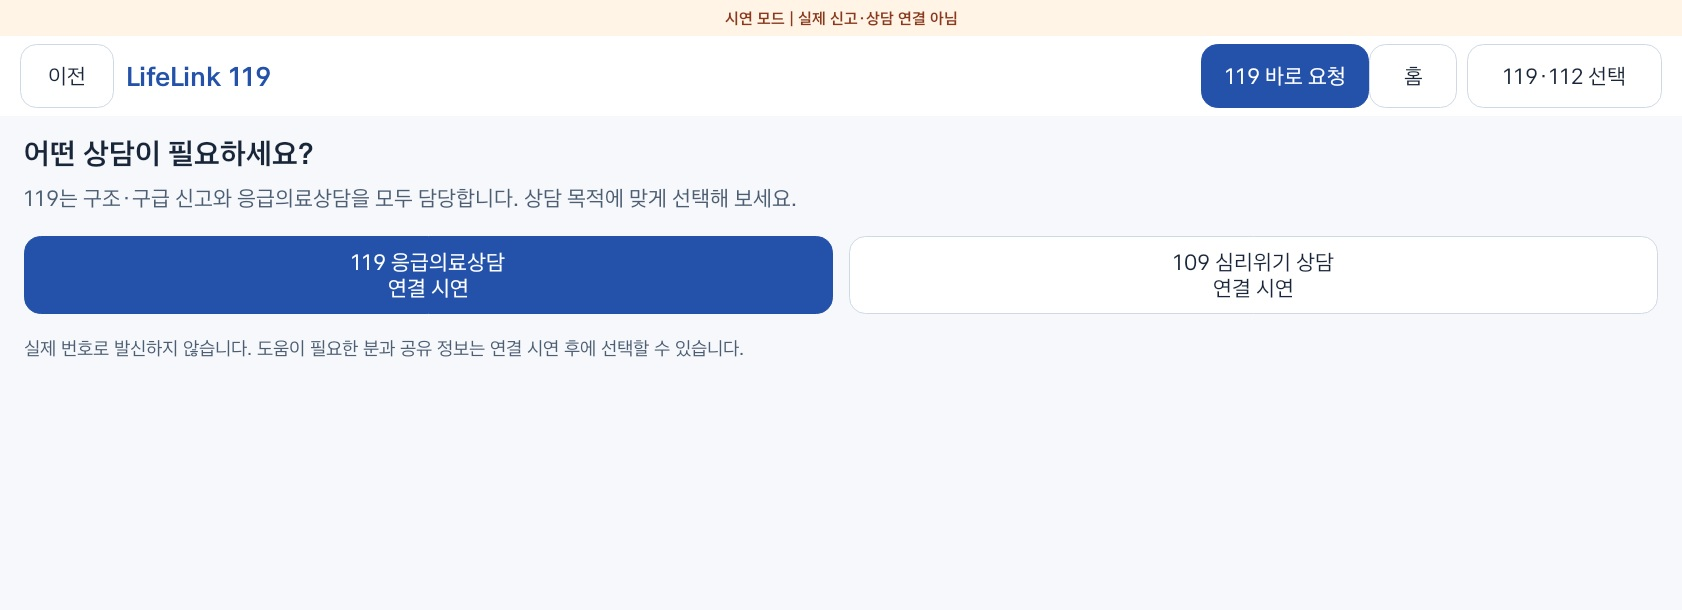 시연 모드 | 실제 신고·상담 연결 아님
이전
LifeLink 119
119 바로 요청
홈
119·112 선택
어떤 상담이 필요하세요?
119는 구조·구급 신고와 응급의료상담을 모두 담당합니다. 상담 목적에 맞게 선택해 보세요.
119 응급의료상담
연결 시연
109 심리위기 상담
연결 시연
실제 번호로 발신하지 않습니다. 도움이 필요한 분과 공유 정보는 연결 시연 후에 선택할 수 있습니다.